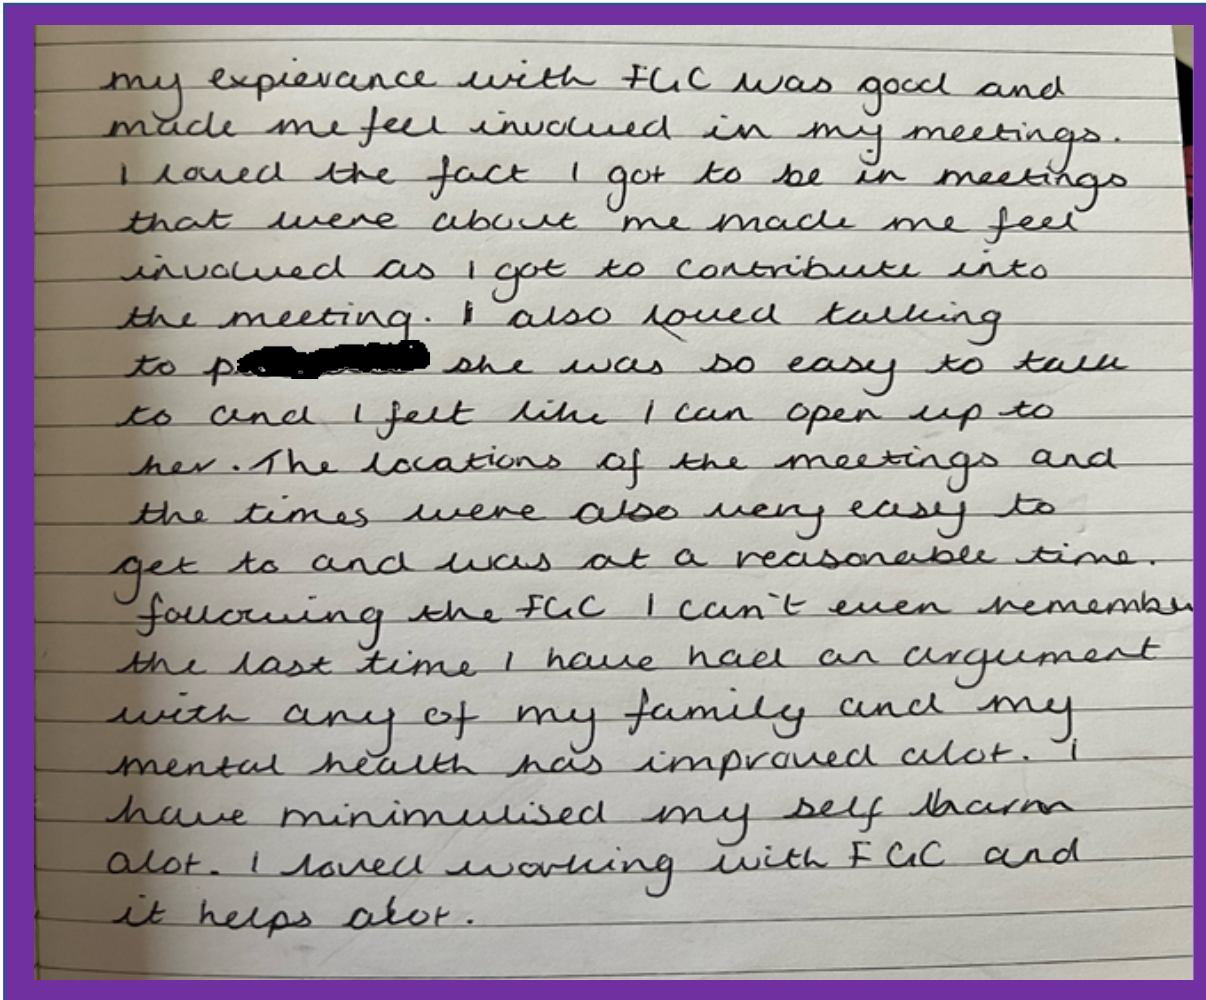 my expievance with FGC was good and
made me feel involved in my meetings.
I loved the fact I got to be in meetings
that were about me made me feel
involved as I got to contribute into
the meeting. I also loved talking
to p she was so easy to talk
to and I felt like I can open up to
her. The locations of the meetings and
the times were also very easy to
get to and was at a reasonable time.
following the FGC I can't even remember
the last time I have had an argument
with any of my family and my
mental health has improved alot. i
have minimulised my self harm
alot. I loved working with FGC and
it helps alot.